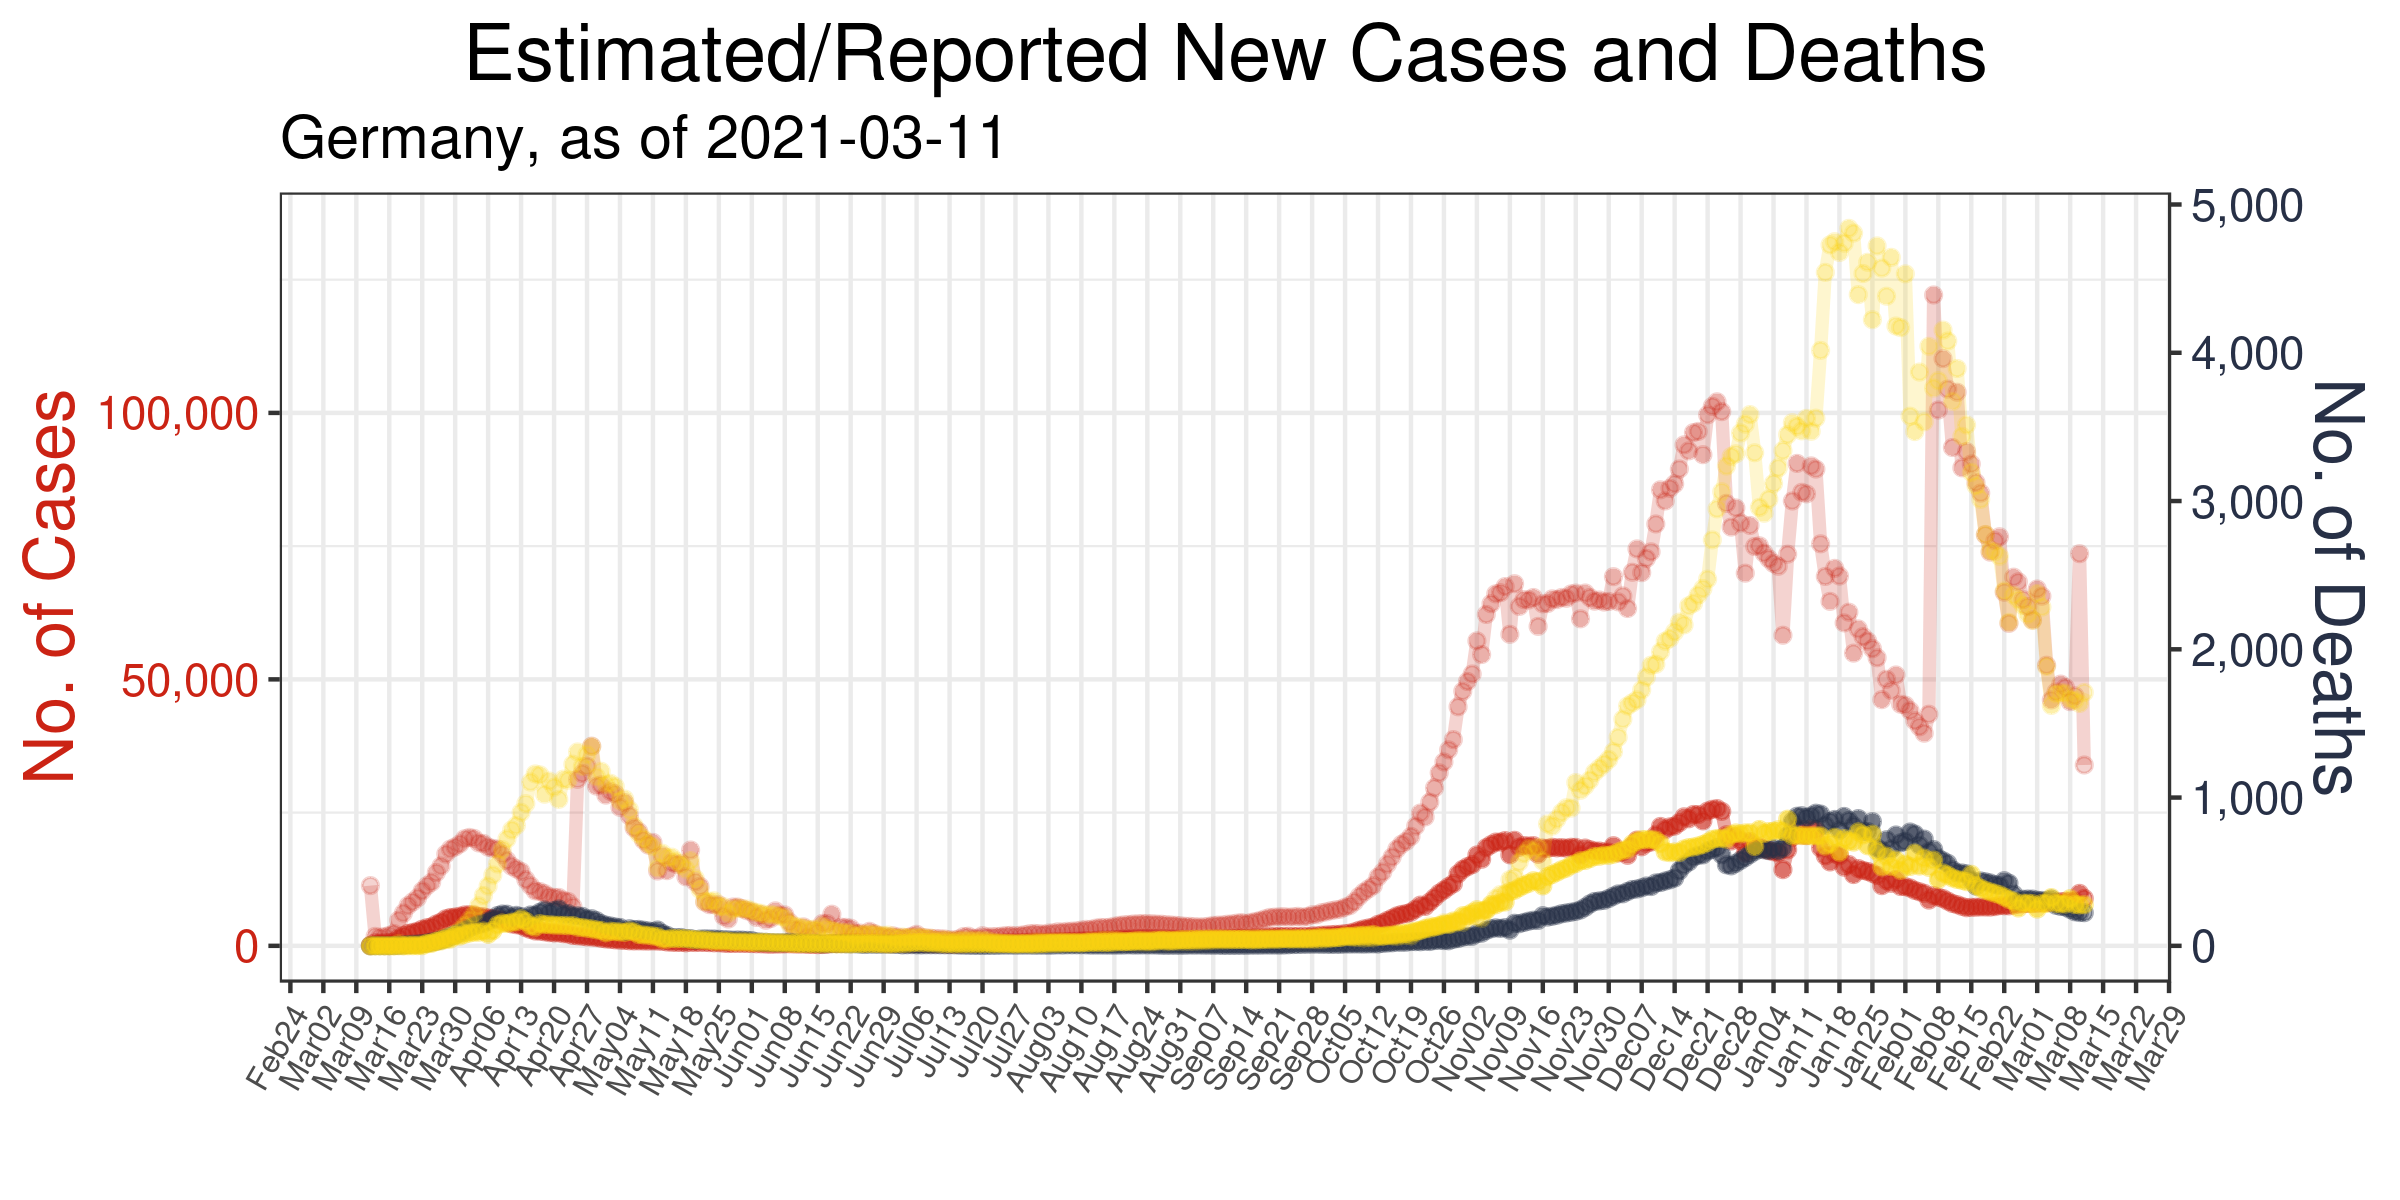 Estimated/Reported New Cases and Deaths
Germany, as of 2021-03-11
No. of Cases
100,000
50,000
0
5,000
4,000
3,000
2,000
1,000
0
No. of Deaths
Feb24
Mar02
Mar09
Mar16
Mar23
Mar30
Apr06
Apr13
Apr20
Apr27
May04
May11
May18
May25
Jun01
Jun08
Jun15
Jun22
Jun29
Jul06
Jul13
Jul20
Jul27
Aug03
Aug10
Aug17
Aug24
Aug31
Sep07
Sep14
Sep21
Sep28
Oct05
Oct12
Oct19
Oct26
Nov02
Nov09
Nov16
Nov23
Nov30
Dec07
Dec14
Dec21
Dec28
Jan04
Jan11
Jan18
Jan25
Feb01
Feb08
Feb15
Feb22
Mar01
Mar08
Mar15
Mar22
Mar29